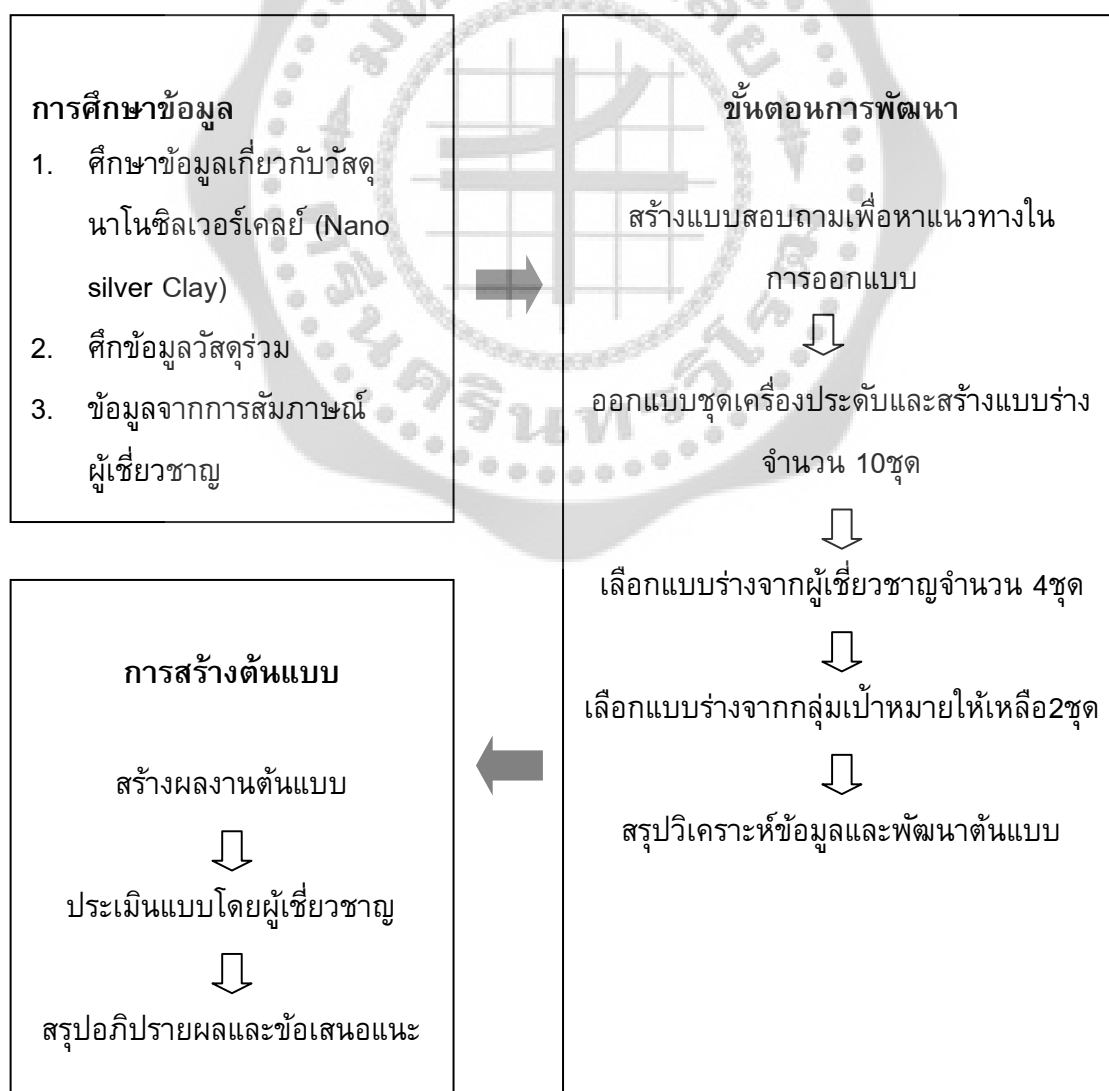 การศึกษาข้อมูล
1. ศึกษาข้อมูลเกี่ยวกับวัสดุ
นาโนซิลเวอร์เคลย์ (Nano
silver Clay)
2. ศึกข้อมูลวัสดุร่วม
3. ข้อมูลจากการสัมภาษณ์
ผู้เชี่ยวชาญ
ขั้นตอนการพัฒนา
สร้างแบบสอบถามเพื่อหาแนวทางใน
การออกแบบ
ออกแบบชุดเครื่องประดับและสร้างแบบร่าง
จำนวน 10ชุด
เลือกแบบร่างจากผู้เชี่ยวชาญจำนวน 4ชุด
เลือกแบบร่างจากกลุ่มเป้าหมายให้เหลือ2ชุด
สรุปวิเคราะห์ข้อมูลและพัฒนาต้นแบบ
การสร้างต้นแบบ
สร้างผลงานต้นแบบ
ประเมินแบบโดยผู้เชี่ยวชาญ
สรุปอภิปรายผลและข้อเสนอแนะ